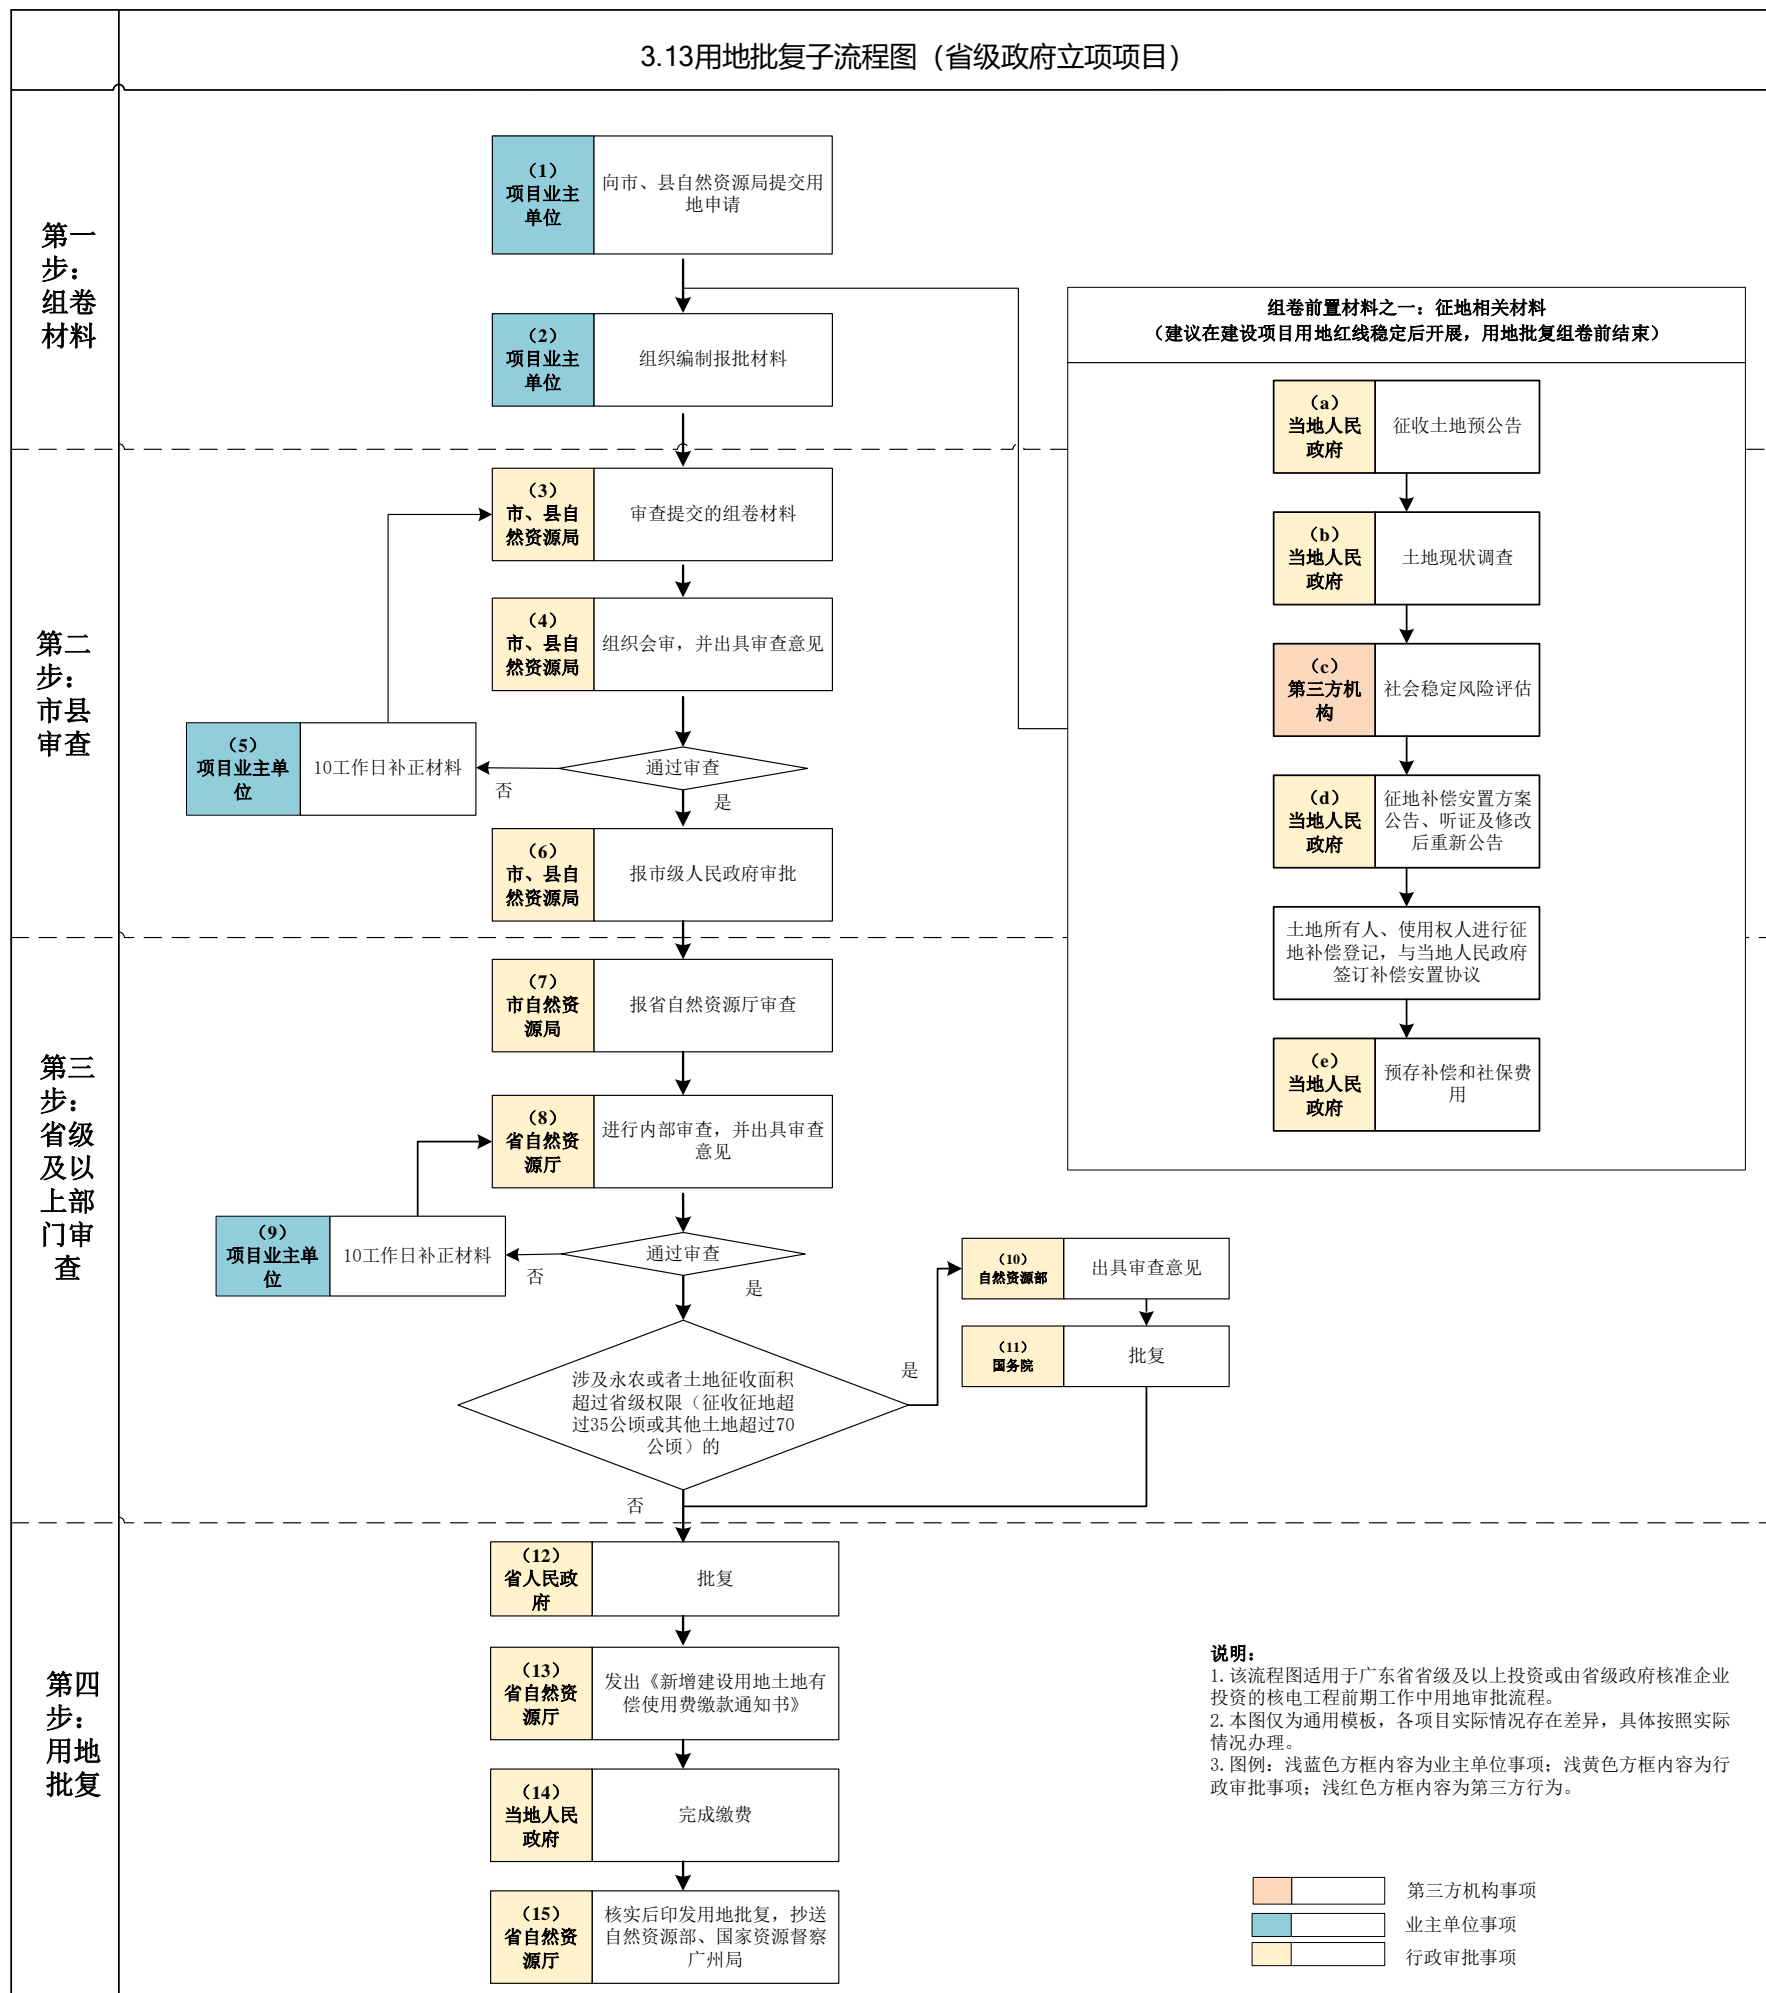 3.13用地批复子流程图（省级政府立项项目）
第一
步：
组卷
材料
（1）
项目业主
单位
向市、县自然资源局提交用
地申请
（2）
项目业主
单位
组织编制报批材料
组卷前置材料之一：征地相关材料
（建议在建设项目用地红线稳定后开展，用地批复组卷前结束）
（a）
当地人民
政府
征收土地预公告
（b）
当地人民
政府
土地现状调查
（c）
第三方机
构
社会稳定风险评估
（d）
当地人民
政府
征地补偿安置方案
公告、听证及修改
后重新公告
土地所有人、使用权人进行征
地补偿登记，与当地人民政府
签订补偿安置协议
（e）
当地人民
政府
预存补偿和社保费
用
第二
步：
市县
审查
（3）
市、县自
然资源局
审查提交的组卷材料
（4）
市、县自
然资源局
组织会审，并出具审查意见
通过审查
否
是
（5）
项目业主单
位
10工作日补正材料
（6）
市、县自
然资源局
报市级人民政府审批
第三
步：
省级
及以
上部
门审
查
（7）
市自然资
源局
报省自然资源厅审查
（8）
省自然资
源厅
进行内部审查，并出具审查
意见
通过审查
否
是
（9）
项目业主单
位
10工作日补正材料
涉及永农或者土地征收面积
超过省级权限（征收征地超
过35公顷或其他土地超过70
公顷）的
是
否
（10）
自然资源部
出具审查意见
（11）
国务院
批复
第四
步：
用地
批复
（12）
省人民政
府
批复
（13）
省自然资
源厅
发出《新增建设用地土地有
偿使用费缴款通知书》
（14）
当地人民
政府
完成缴费
（15）
省自然资
源厅
核实后印发用地批复，抄送
自然资源部、国家资源督察
广州局
说明：
1.该流程图适用于广东省省级及以上投资或由省级政府核准企业
投资的核电工程前期工作中用地审批流程。
2.本图仅为通用模板，各项目实际情况存在差异，具体按照实际
情况办理。
3.图例：浅蓝色方框内容为业主单位事项；浅黄色方框内容为行
政审批事项；浅红色方框内容为第三方行为。
第三方机构事项
业主单位事项
行政审批事项